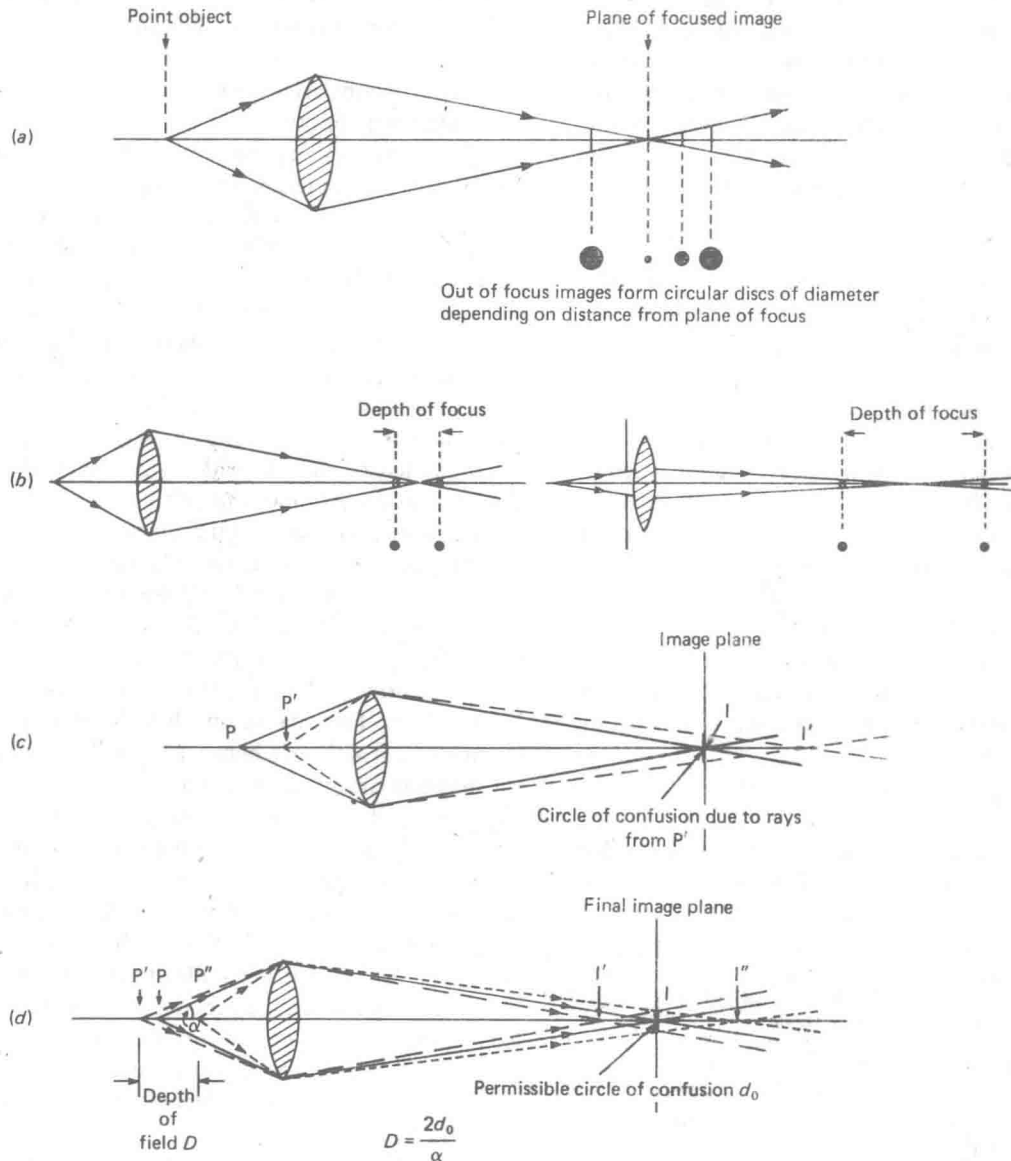 Point object
Plane of focused image
(a)
Out of focus images form circular discs of diameter
depending on distance from plane of focus
Depth of focus
Depth of focus
(b)
Image plane
P'
P
I
I'
(c)
Circle of confusion due to rays
from P'
Final image plane
P' P P"
I' I I"
(d)
α
Permissible circle of confusion d₀
Depth
of
field D
D = 2d₀/α